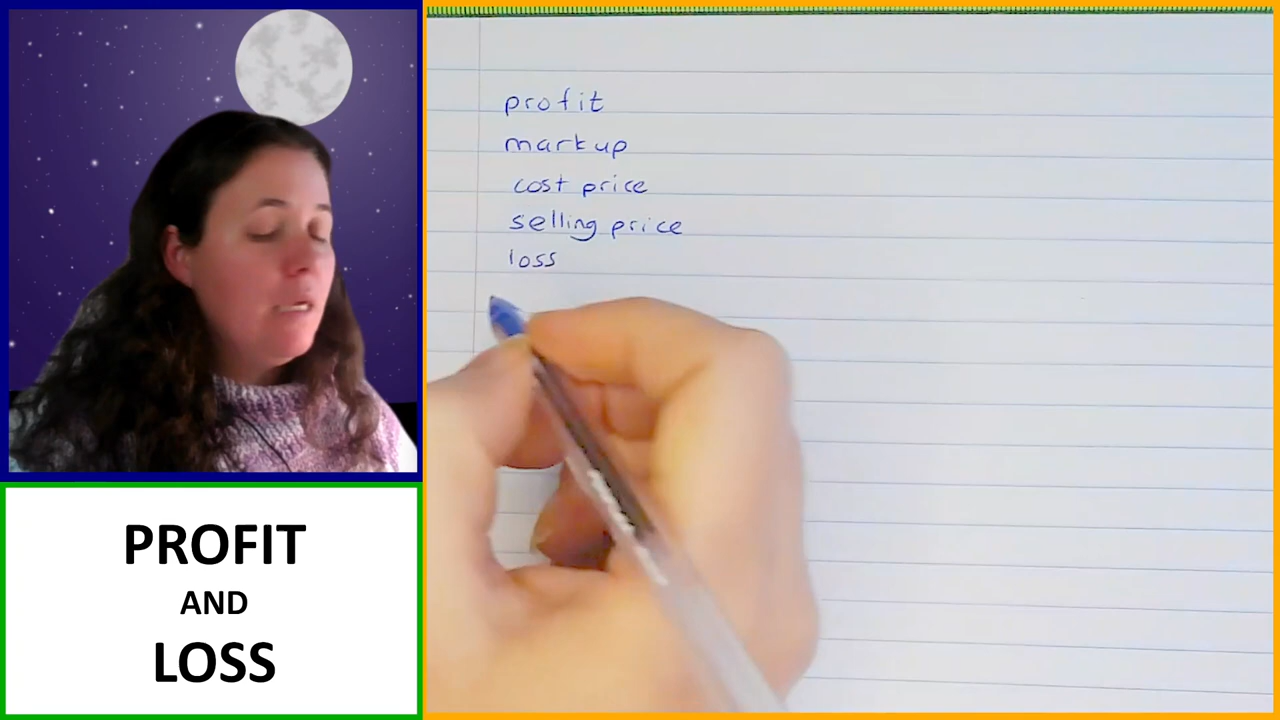 PROFIT
AND
LOSS
profit
markup
cost price
selling price
loss